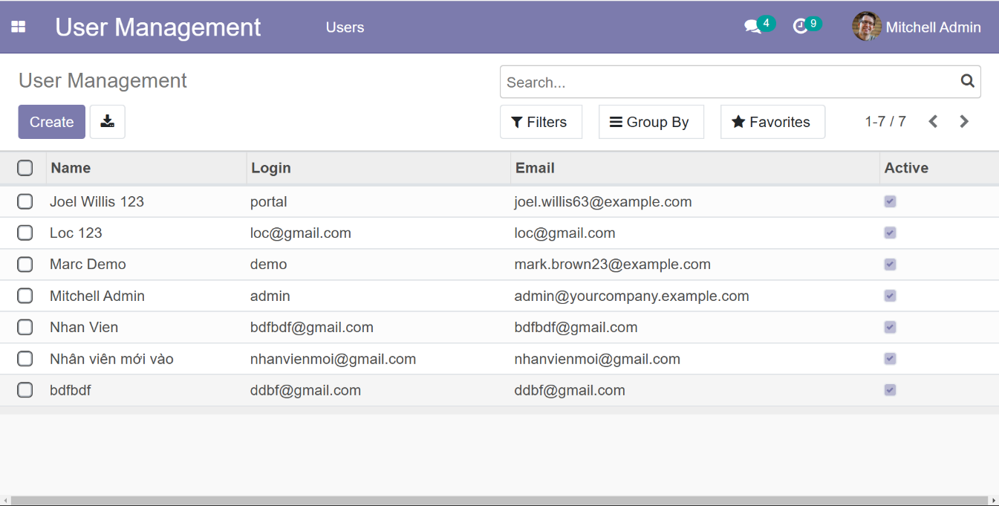 User Management Users 4 9 Mitchell Admin
User Management
Search...
Create Filters Group By Favorites 1-7 / 7
Name Login Email Active
Joel Willis 123 portal joel.willis63@example.com
Loc 123 loc@gmail.com loc@gmail.com
Marc Demo demo mark.brown23@example.com
Mitchell Admin admin admin@yourcompany.example.com
Nhan Vien bdfbdf@gmail.com bdfbdf@gmail.com
Nhân viên mới vào nhanvienmoi@gmail.com nhanvienmoi@gmail.com
bdfbdf ddbf@gmail.com ddbf@gmail.com